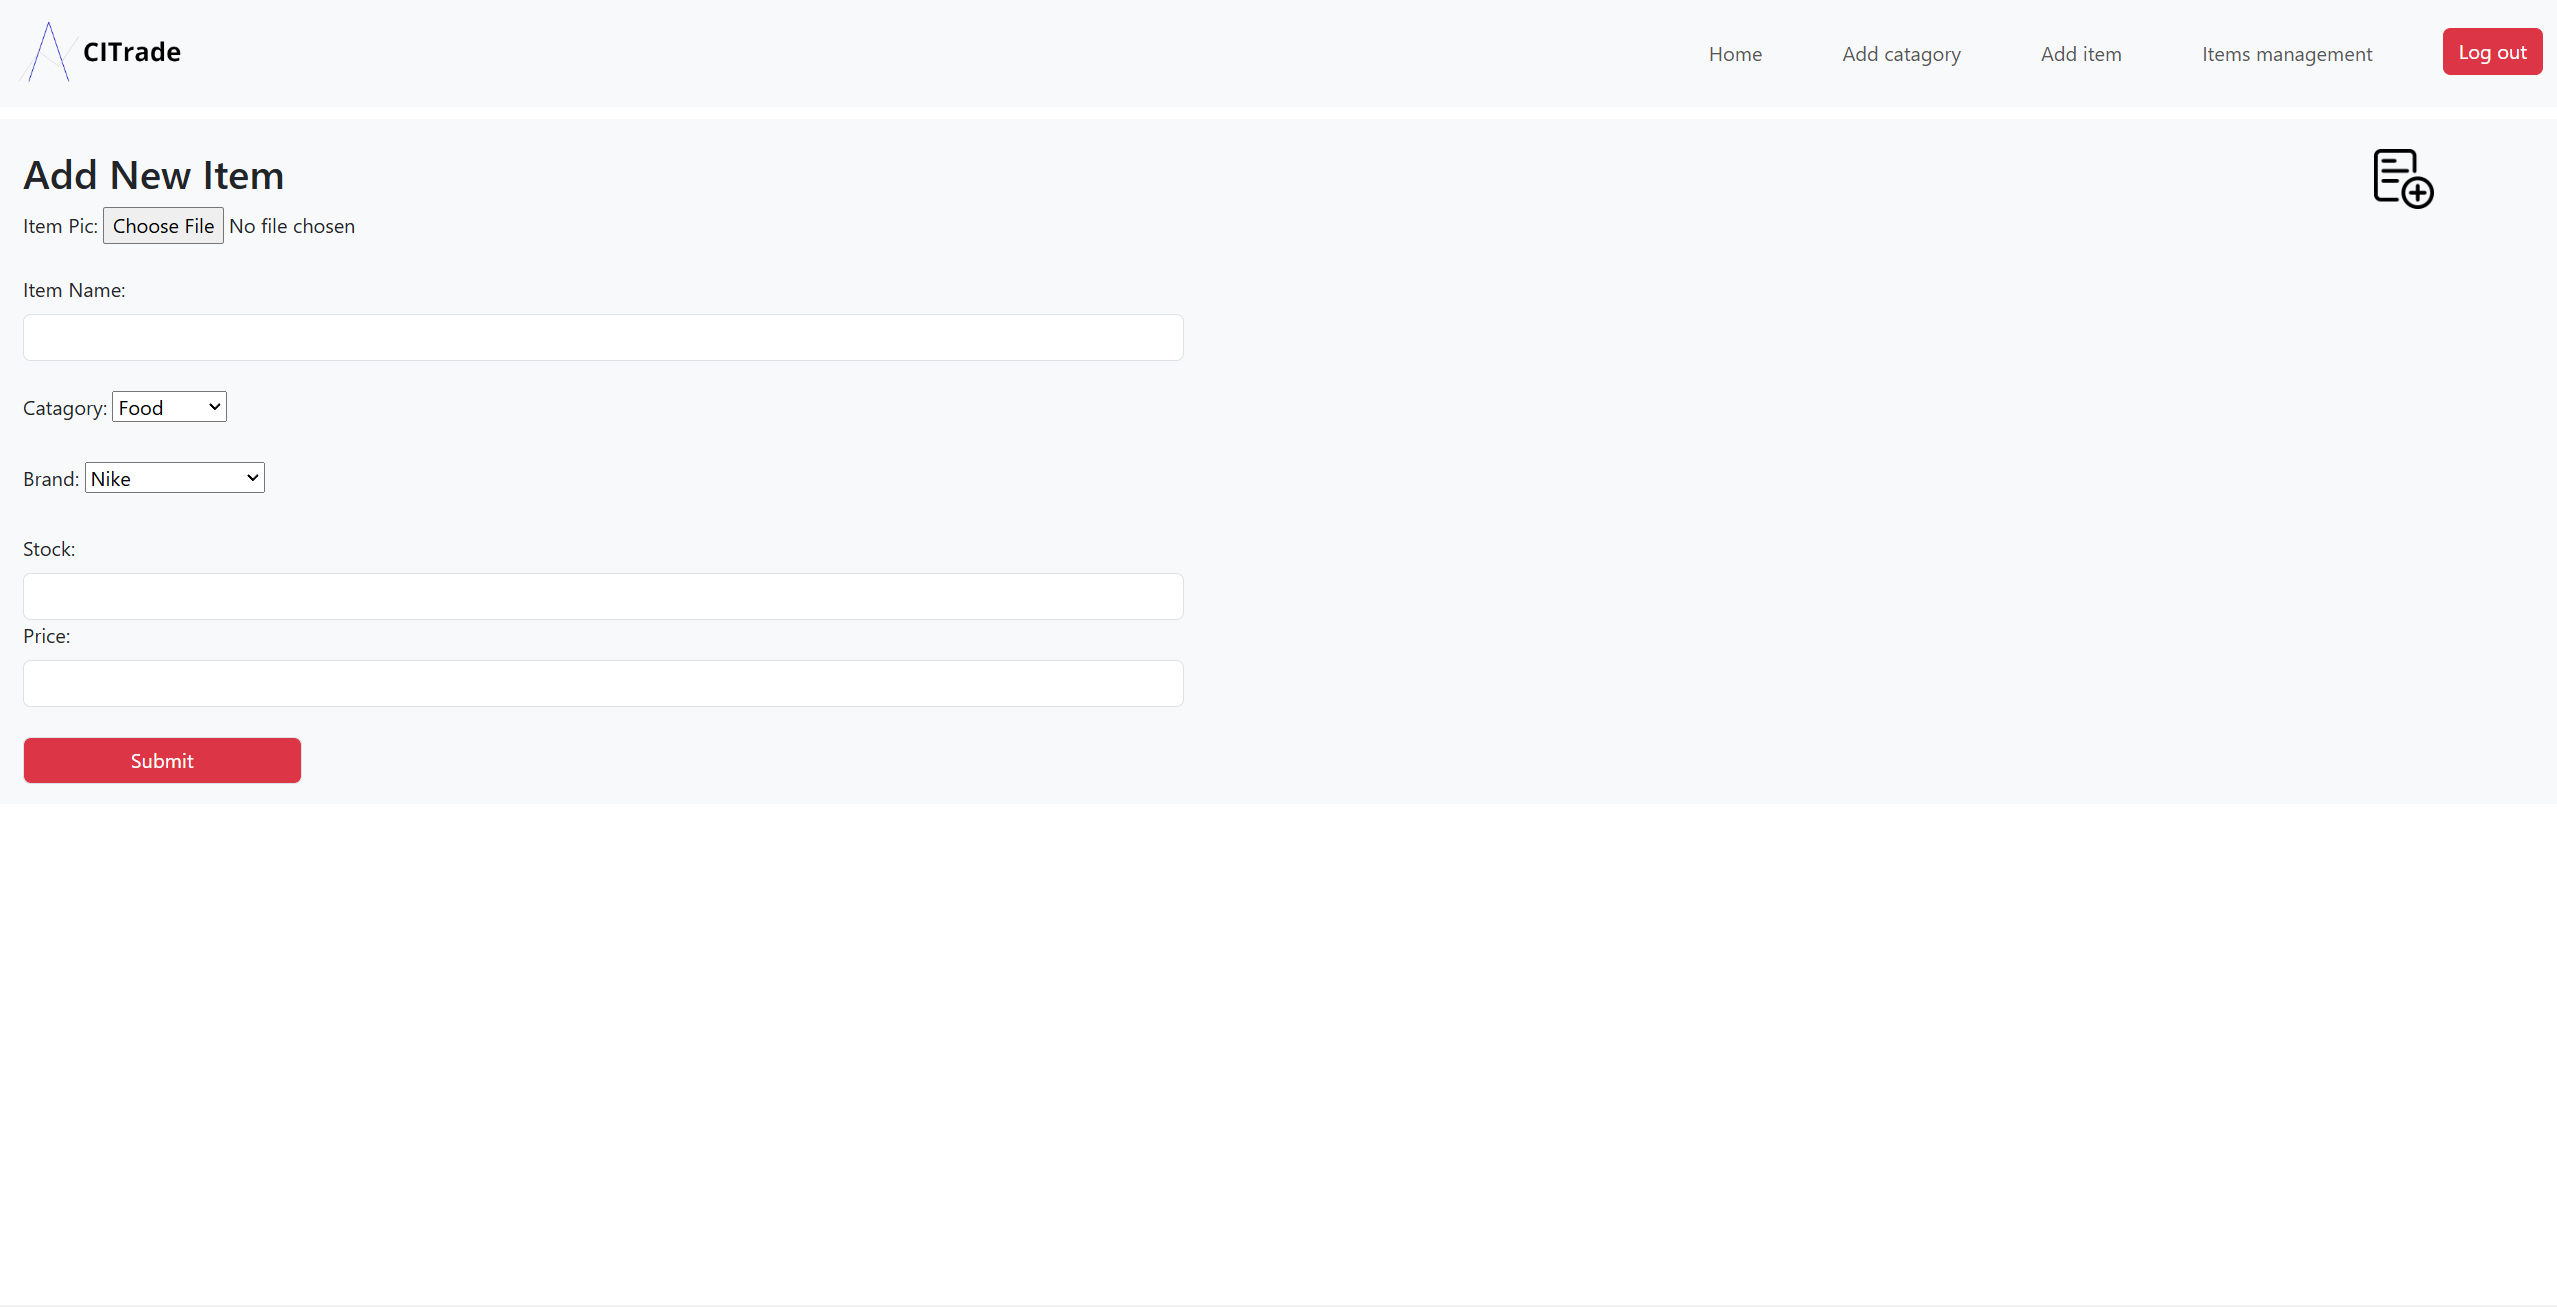 CITrade
Home Add catagory Add item Items management Log out
Add New Item
Item Pic: Choose File No file chosen
Item Name:
Catagory: Food
Brand: Nike
Stock:
Price:
Submit